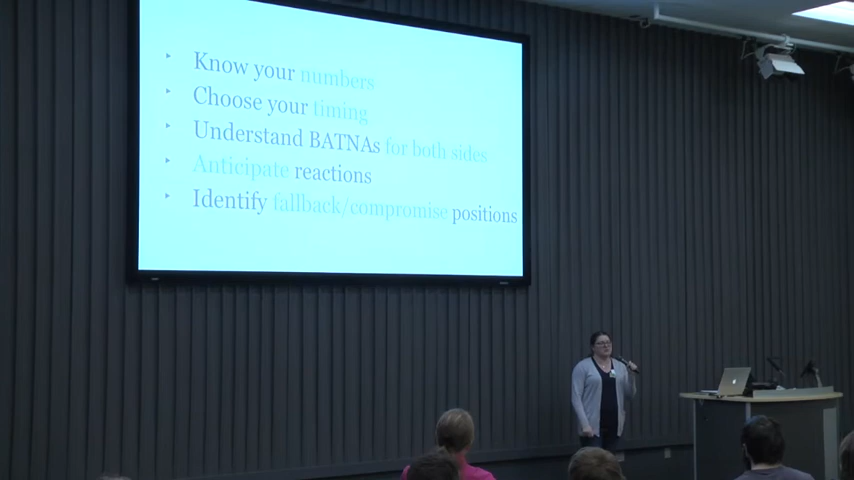 Know your numbers
Choose your timing
Understand BATNAs for both sides
Anticipate reactions
Identify fallback/compromise positions